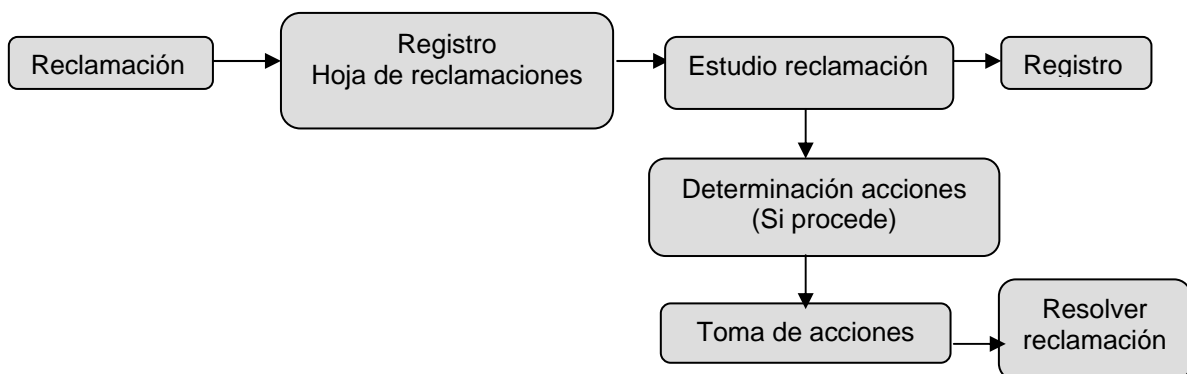 Reclamación
Registro
Hoja de reclamaciones
Estudio reclamación
Registro
Determinación acciones
(Si procede)
Toma de acciones
Resolver
reclamación